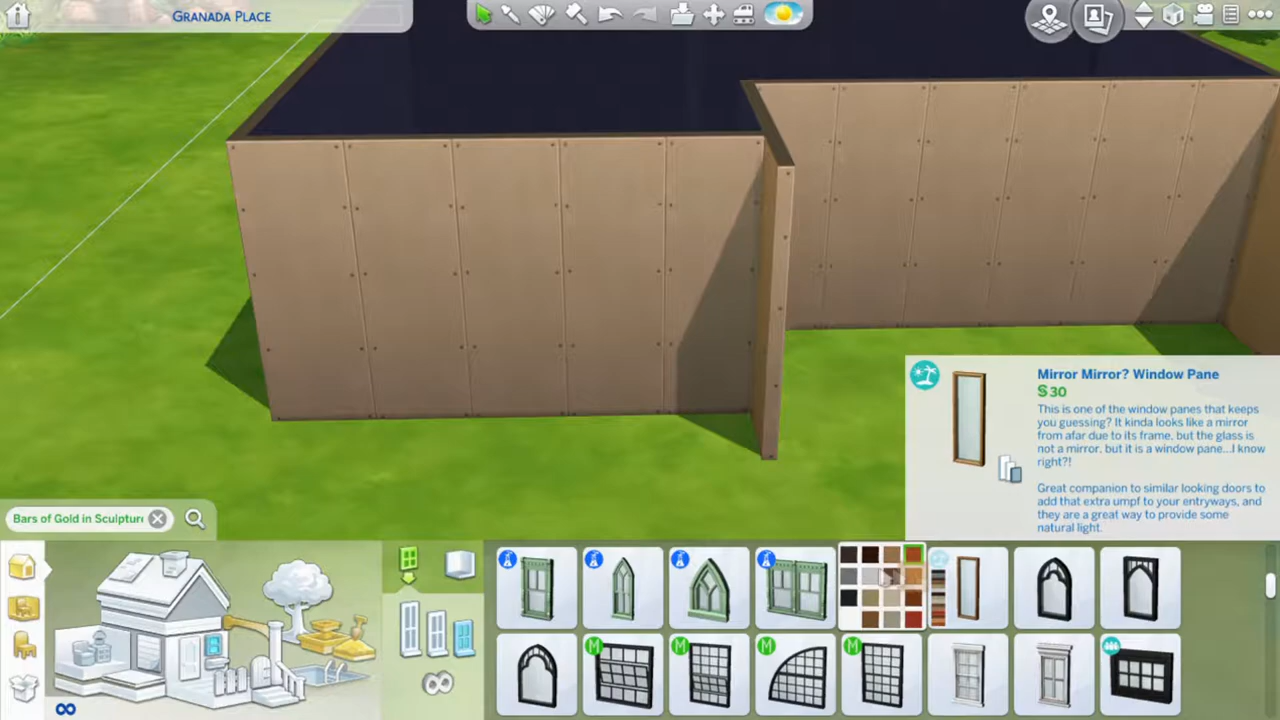 GRANADA PLACE
Mirror Mirror? Window Pane
§30
This is one of the window panes that keeps
you guessing? It kinda looks like a mirror
from afar due to its frame, but the glass is
not a mirror, but it is a window pane...I know
right?!
Great companion to similar looking doors to
add that extra umpf to your entryways, and
they are a great way to provide some
natural light.
Bars of Gold in Sculptur
M
M
M
M